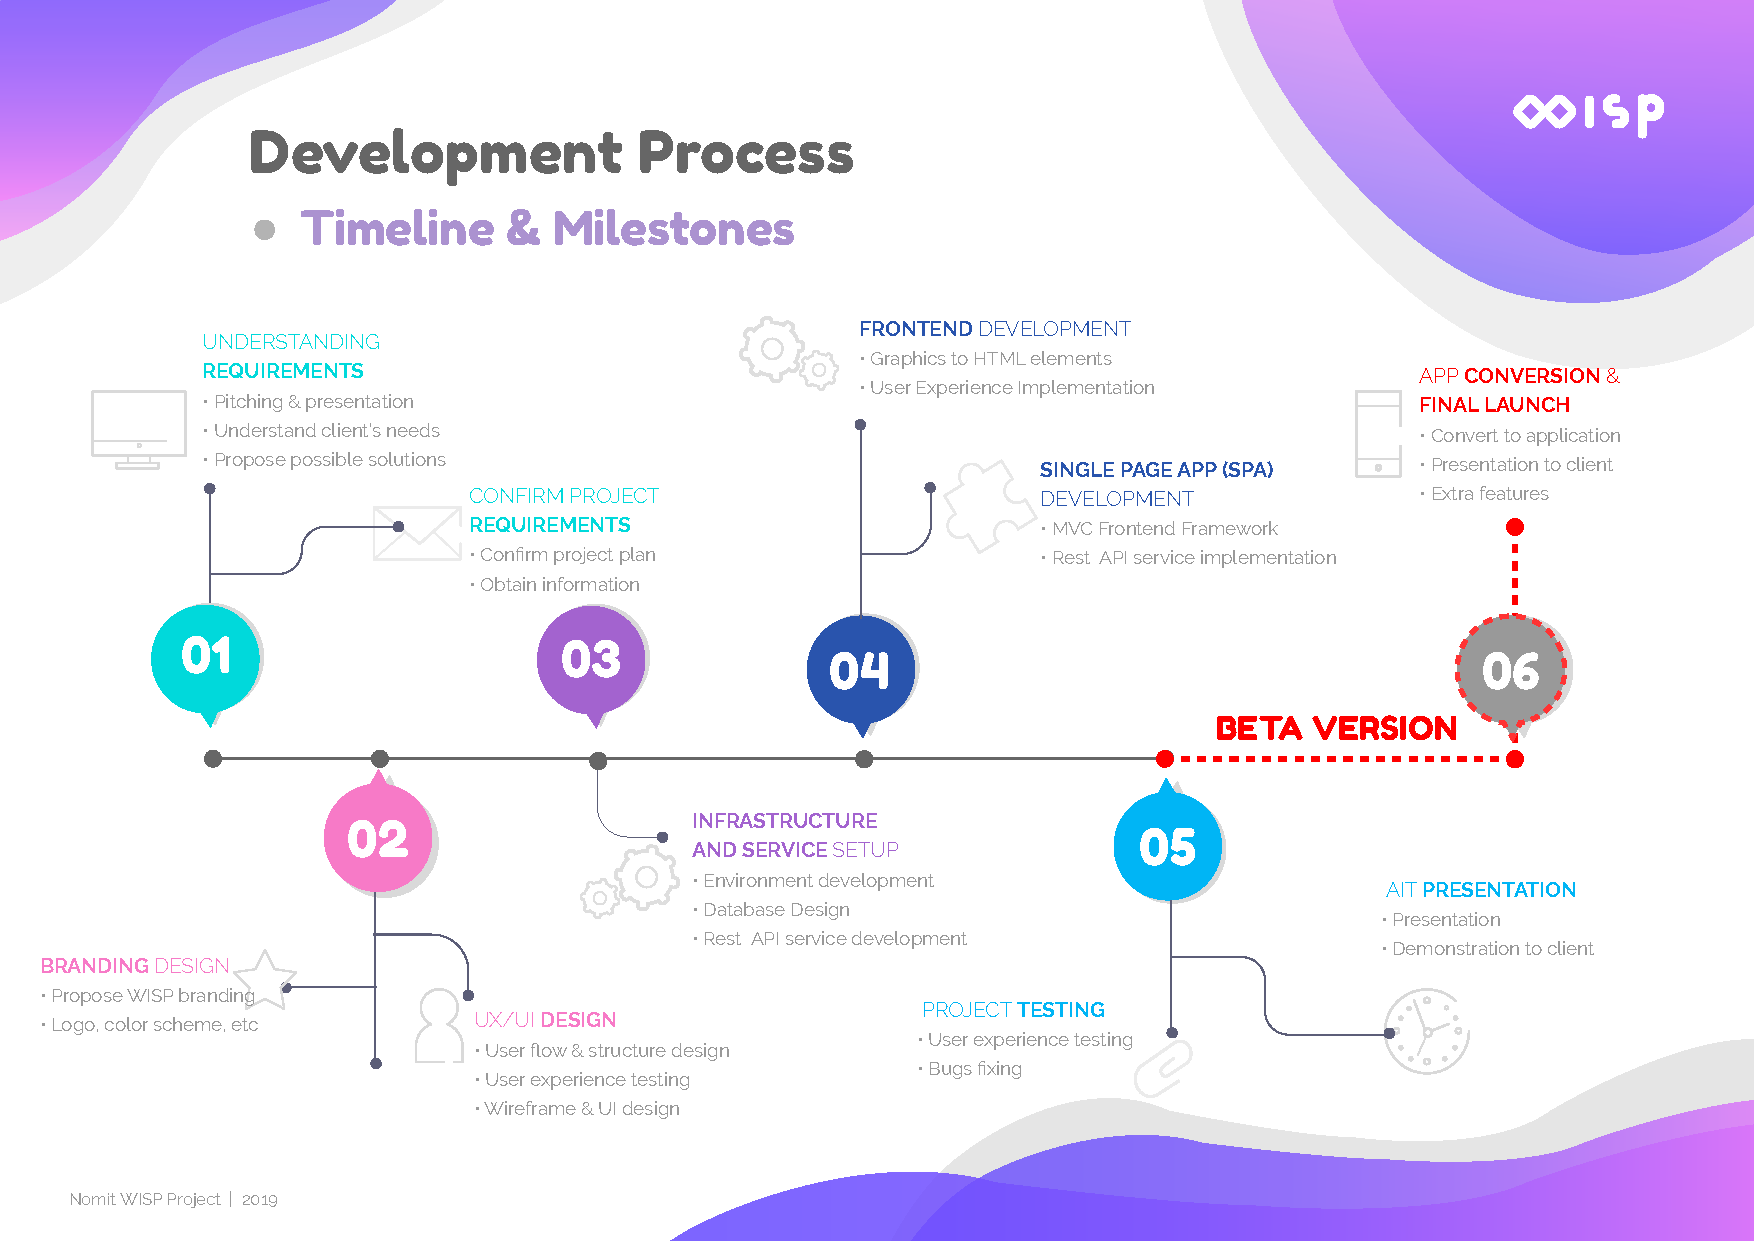 WISP
Development Process
• Timeline & Milestones
UNDERSTANDING
REQUIREMENTS
• Pitching & presentation
• Understand client's needs
• Propose possible solutions
CONFIRM PROJECT
REQUIREMENTS
• Confirm project plan
• Obtain information
FRONTEND DEVELOPMENT
• Graphics to HTML elements
• User Experience Implementation
SINGLE PAGE APP (SPA)
DEVELOPMENT
• MVC Frontend Framework
• Rest API service implementation
APP CONVERSION &
FINAL LAUNCH
• Convert to application
• Presentation to client
• Extra features
01
03
04
06
BETA VERSION
02
05
INFRASTRUCTURE
AND SERVICE SETUP
• Environment development
• Database Design
• Rest API service development
BRANDING DESIGN
• Propose WISP branding
• Logo, color scheme, etc
UX/UI DESIGN
• User flow & structure design
• User experience testing
• Wireframe & UI design
PROJECT TESTING
• User experience testing
• Bugs fixing
AIT PRESENTATION
• Presentation
• Demonstration to client
Nomit WISP Project | 2019